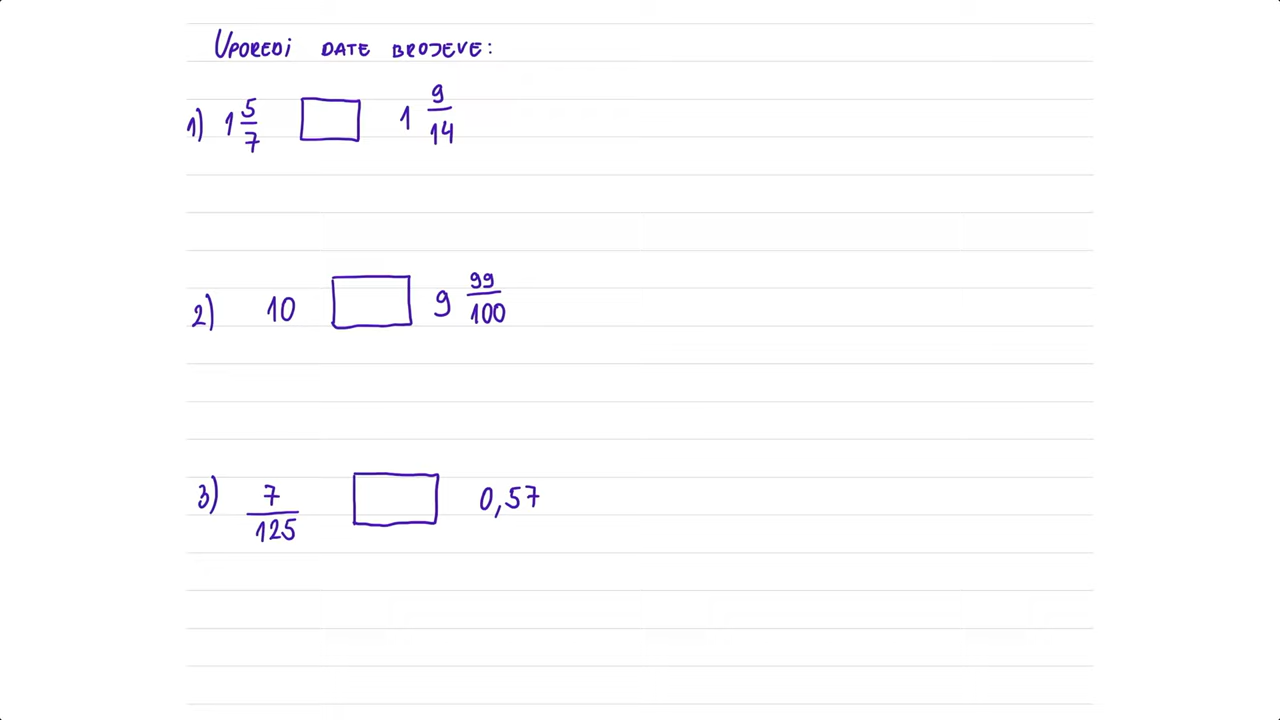 UPOREDi DATE BROJEVE:
1) 1 5/7 □ 1 9/14
2) 10 □ 9 99/100
3) 7/125 □ 0,57